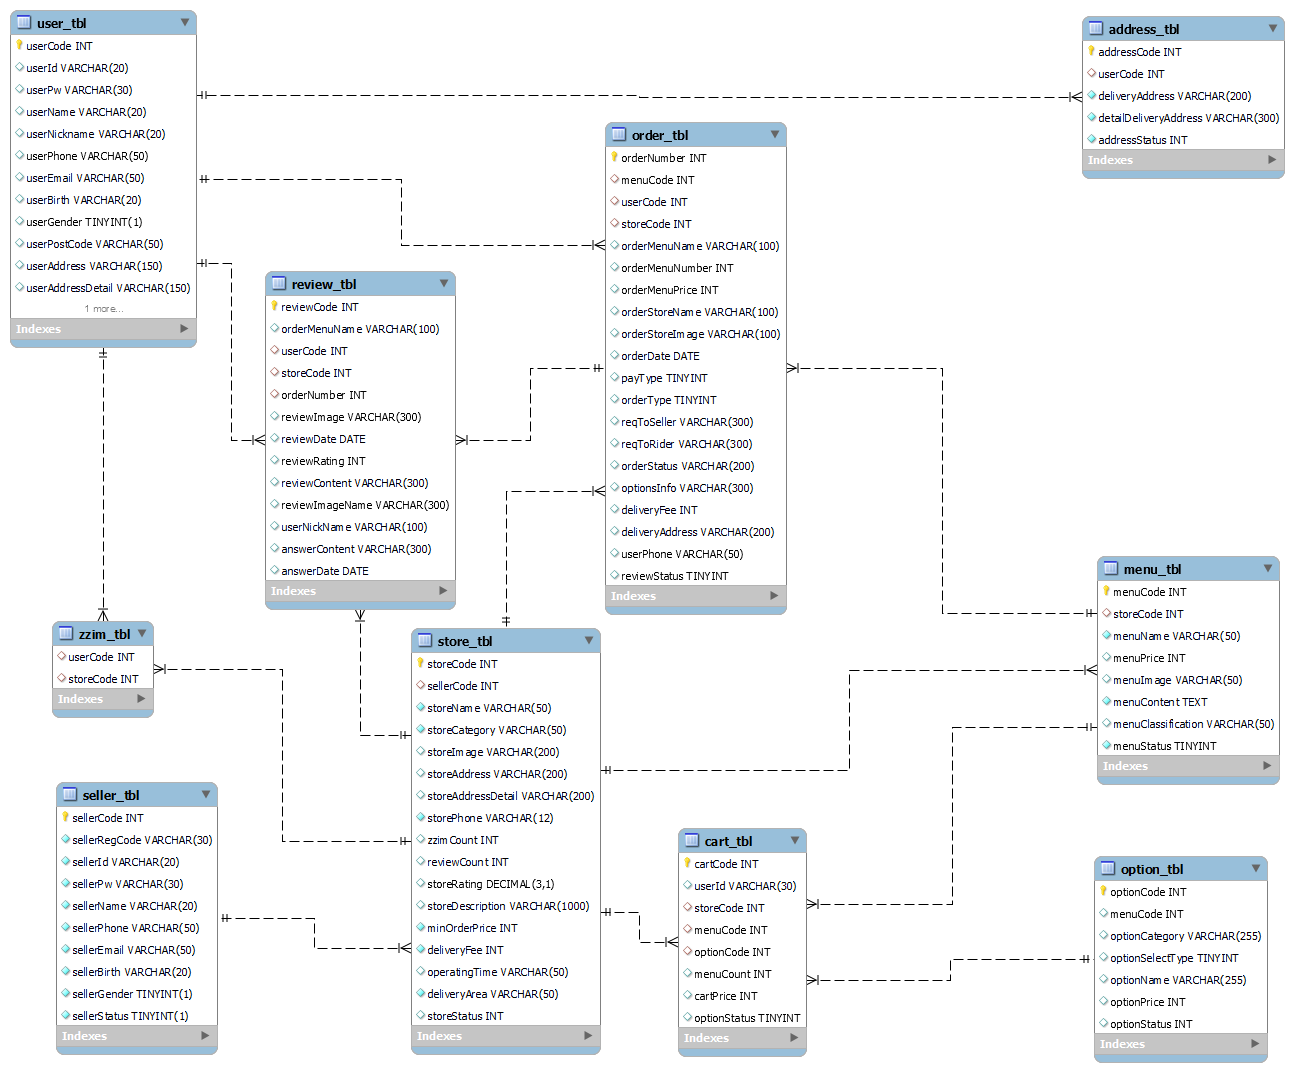 user_tbl
userCode INT
userId VARCHAR(20)
userPw VARCHAR(30)
userName VARCHAR(20)
userNickname VARCHAR(20)
userPhone VARCHAR(50)
userEmail VARCHAR(50)
userBirth VARCHAR(20)
userGender TINYINT(1)
userPostCode VARCHAR(50)
userAddress VARCHAR(150)
userAddressDetail VARCHAR(150)
1 more...
Indexes
address_tbl
addressCode INT
userCode INT
deliveryAddress VARCHAR(200)
detailDeliveryAddress VARCHAR(300)
addressStatus INT
Indexes
order_tbl
orderNumber INT
menuCode INT
userCode INT
storeCode INT
orderMenuName VARCHAR(100)
orderMenuNumber INT
orderMenuPrice INT
orderStoreName VARCHAR(100)
orderStoreImage VARCHAR(100)
orderDate DATE
payType TINYINT
orderType TINYINT
reqToSeller VARCHAR(300)
reqToRider VARCHAR(300)
orderStatus VARCHAR(200)
optionsInfo VARCHAR(300)
deliveryFee INT
deliveryAddress VARCHAR(200)
userPhone VARCHAR(50)
reviewStatus TINYINT
Indexes
review_tbl
reviewCode INT
orderMenuName VARCHAR(100)
userCode INT
storeCode INT
orderNumber INT
reviewImage VARCHAR(300)
reviewDate DATE
reviewRating INT
reviewContent VARCHAR(300)
reviewImageName VARCHAR(300)
userNickName VARCHAR(100)
answerContent VARCHAR(300)
answerDate DATE
Indexes
menu_tbl
menuCode INT
storeCode INT
menuName VARCHAR(50)
menuPrice INT
menuImage VARCHAR(50)
menuContent TEXT
menuClassification VARCHAR(50)
menuStatus TINYINT
Indexes
zzim_tbl
userCode INT
storeCode INT
Indexes
store_tbl
storeCode INT
sellerCode INT
storeName VARCHAR(50)
storeCategory VARCHAR(50)
storeImage VARCHAR(200)
storeAddress VARCHAR(200)
storeAddressDetail VARCHAR(200)
storePhone VARCHAR(12)
zzimCount INT
reviewCount INT
storeRating DECIMAL(3,1)
storeDescription VARCHAR(1000)
minOrderPrice INT
deliveryFee INT
operatingTime VARCHAR(50)
deliveryArea VARCHAR(50)
storeStatus INT
Indexes
seller_tbl
sellerCode INT
sellerRegCode VARCHAR(30)
sellerId VARCHAR(20)
sellerPw VARCHAR(30)
sellerName VARCHAR(20)
sellerPhone VARCHAR(50)
sellerEmail VARCHAR(50)
sellerBirth VARCHAR(20)
sellerGender TINYINT(1)
sellerStatus TINYINT(1)
Indexes
cart_tbl
cartCode INT
userId VARCHAR(30)
storeCode INT
menuCode INT
optionCode INT
menuCount INT
cartPrice INT
optionStatus TINYINT
Indexes
option_tbl
optionCode INT
menuCode INT
optionCategory VARCHAR(255)
optionSelectType TINYINT
optionName VARCHAR(255)
optionPrice INT
optionStatus INT
Indexes